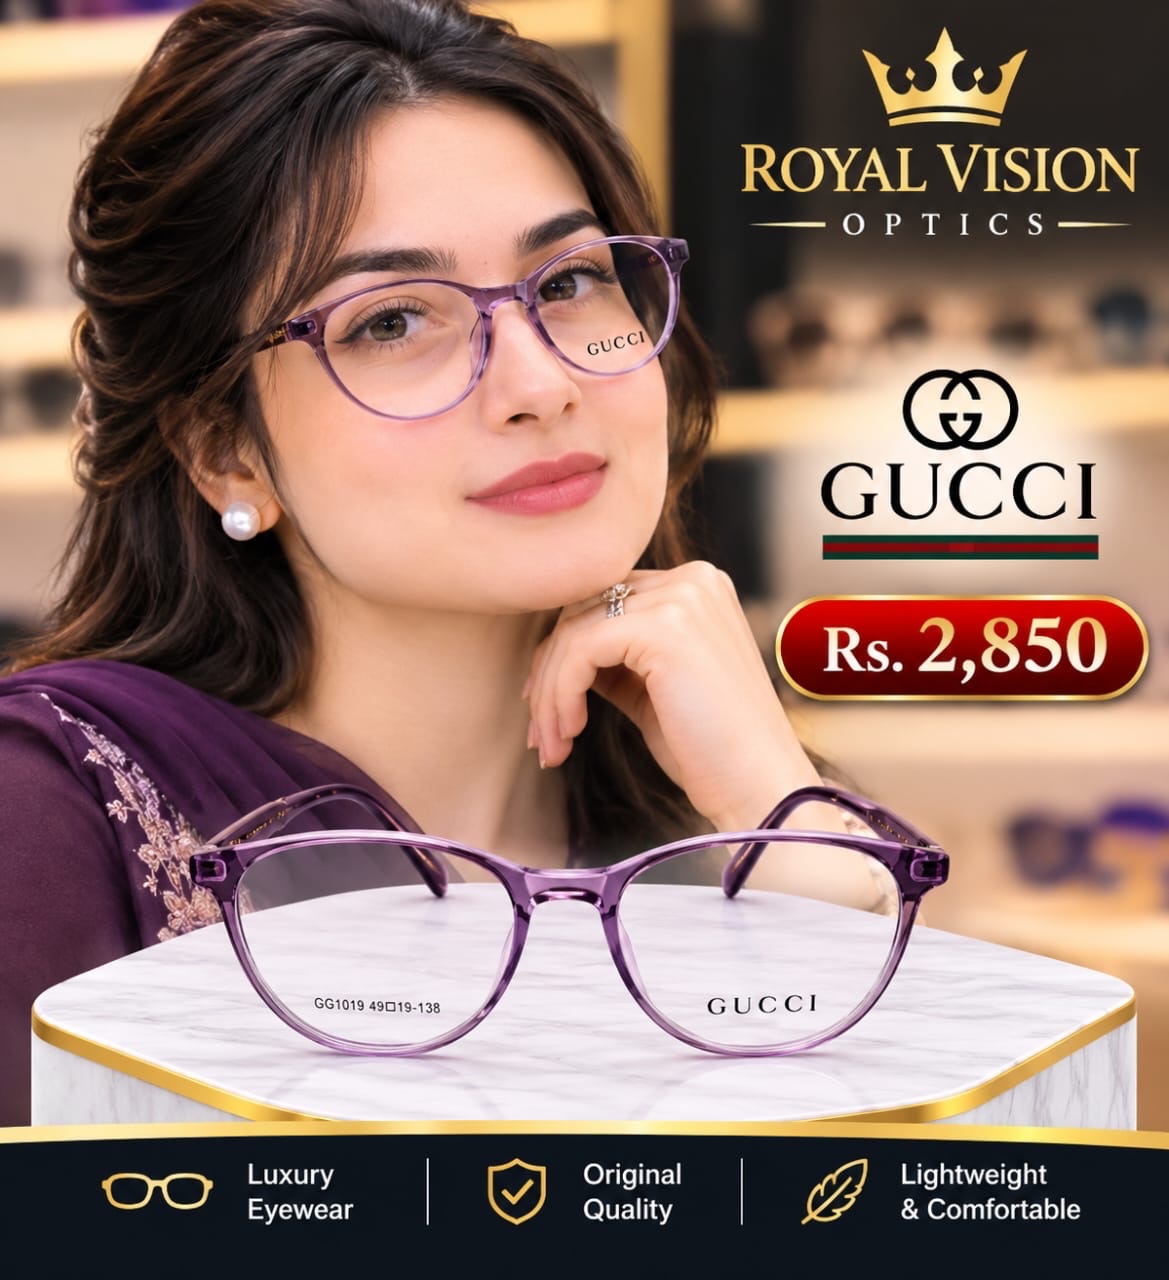 ROYAL VISION
OPTICS
GUCCI
GUCCI
Rs. 2,850
GG1019 49□19-138
GUCCI
Luxury
Eyewear
Original
Quality
Lightweight
& Comfortable